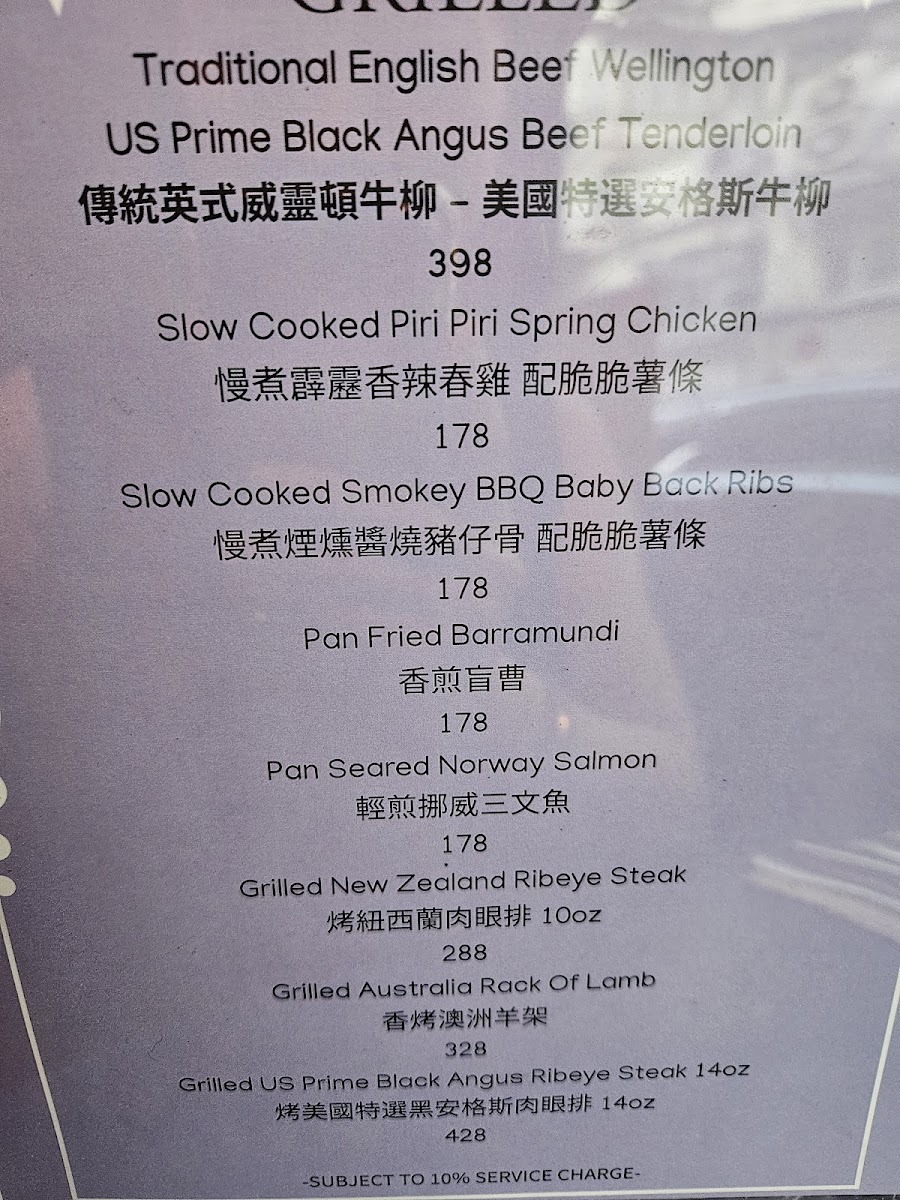 GRILLED
Traditional English Beef Wellington
US Prime Black Angus Beef Tenderloin
傳統英式威靈頓牛柳 – 美國特選安格斯牛柳
398
Slow Cooked Piri Piri Spring Chicken
慢煮霹靂香辣春雞 配脆脆薯條
178
Slow Cooked Smokey BBQ Baby Back Ribs
慢煮煙燻醬燒豬仔骨 配脆脆薯條
178
Pan Fried Barramundi
香煎盲曹
178
Pan Seared Norway Salmon
輕煎挪威三文魚
178
Grilled New Zealand Ribeye Steak
烤紐西蘭肉眼排 10oz
288
Grilled Australia Rack Of Lamb
香烤澳洲羊架
328
Grilled US Prime Black Angus Ribeye Steak 14oz
烤美國特選黑安格斯肉眼排 14oz
428
-SUBJECT TO 10% SERVICE CHARGE-